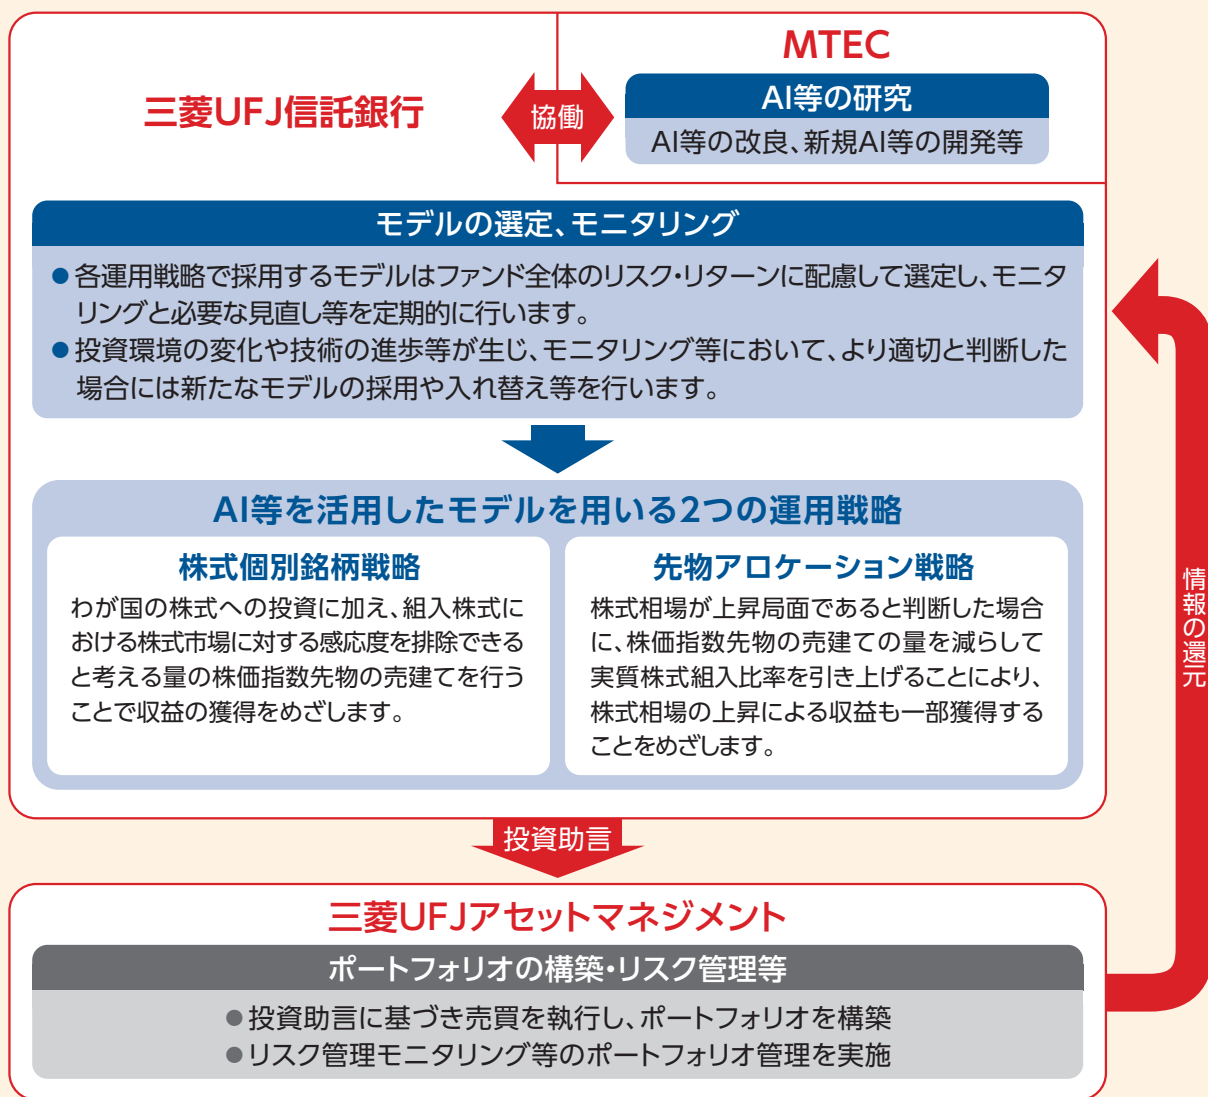 三菱UFJ信託銀行
協働
MTEC
AI等の研究
AI等の改良、新規AI等の開発等
モデルの選定、モニタリング
●各運用戦略で採用するモデルはファンド全体のリスク・リターンに配慮して選定し、モニタ
リングと必要な見直し等を定期的に行います。
●投資環境の変化や技術の進歩等が生じ、モニタリング等において、より適切と判断した
場合には新たなモデルの採用や入れ替え等を行います。
AI等を活用したモデルを用いる2つの運用戦略
株式個別銘柄戦略
わが国の株式への投資に加え、組入株式に
おける株式市場に対する感応度を排除できる
と考える量の株価指数先物の売建てを行う
ことで収益の獲得をめざします。
先物アロケーション戦略
株式相場が上昇局面であると判断した場合
に、株価指数先物の売建ての量を減らして
実質株式組入比率を引き上げることにより、
株式相場の上昇による収益も一部獲得する
ことをめざします。
投資助言
三菱UFJアセットマネジメント
ポートフォリオの構築・リスク管理等
●投資助言に基づき売買を執行し、ポートフォリオを構築
●リスク管理モニタリング等のポートフォリオ管理を実施
情報の還元